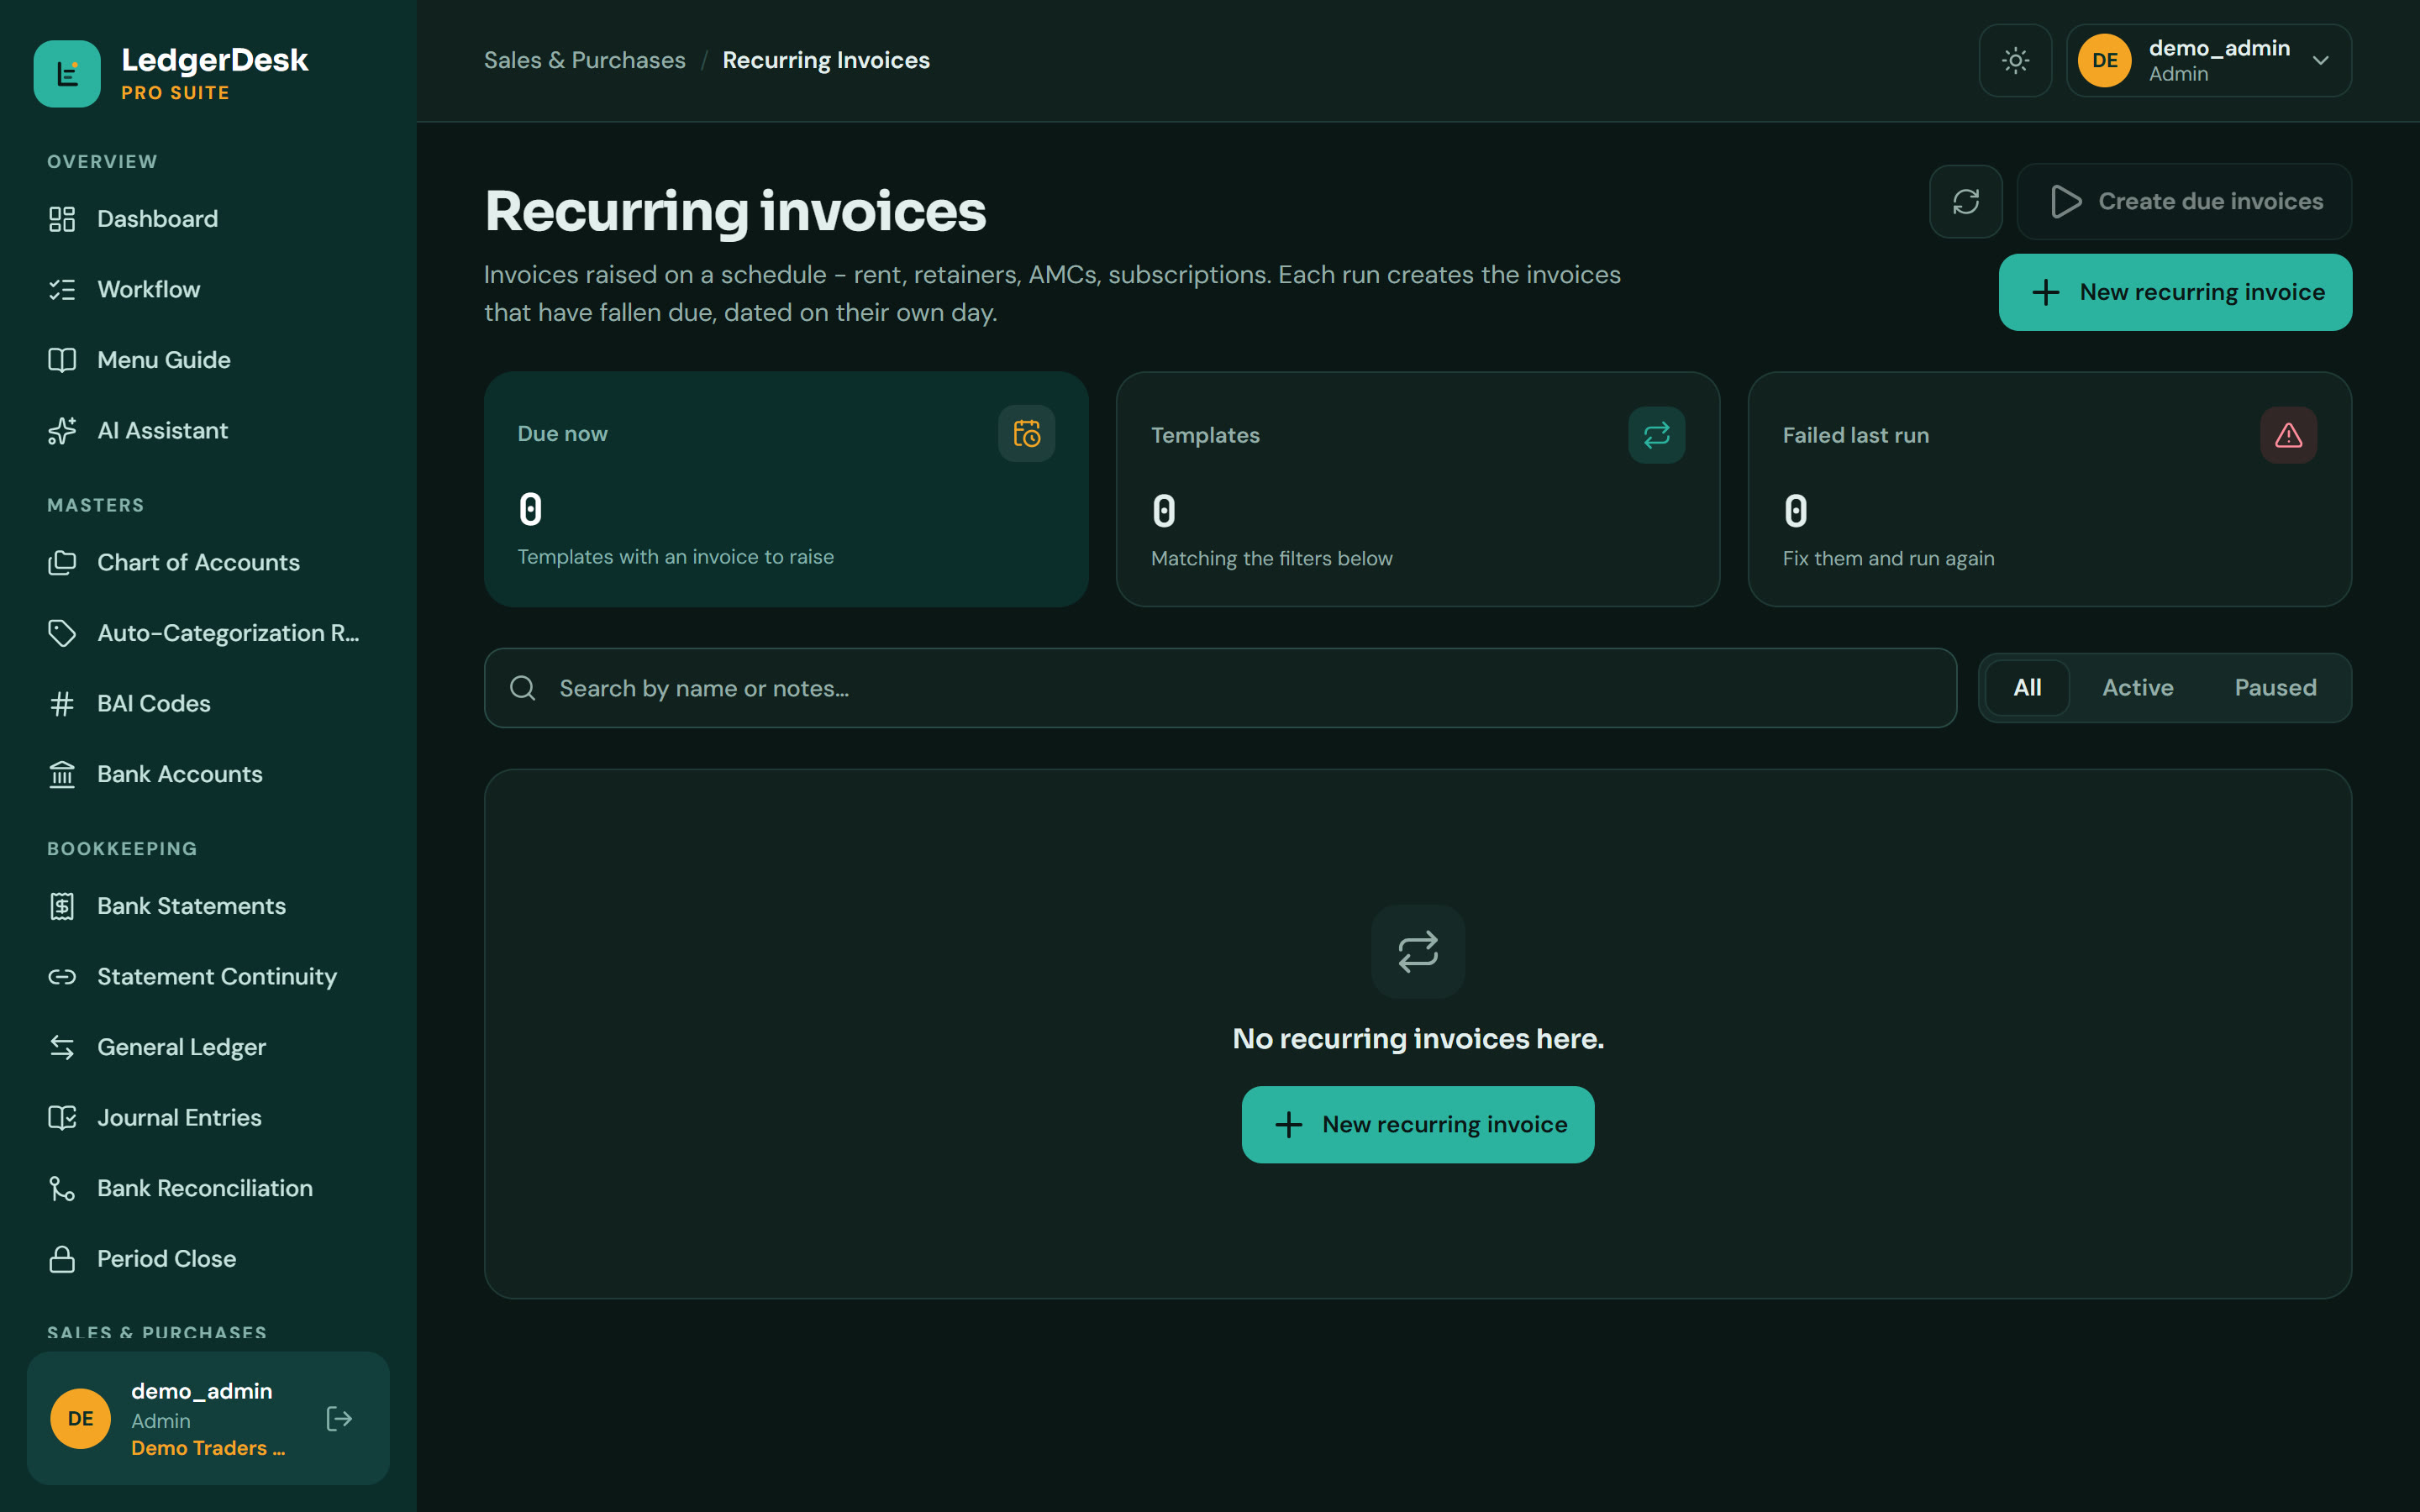 LedgerDesk
PRO SUITE
OVERVIEW
Dashboard
Workflow
Menu Guide
AI Assistant
MASTERS
Chart of Accounts
Auto-Categorization R...
BAI Codes
Bank Accounts
BOOKKEEPING
Bank Statements
Statement Continuity
General Ledger
Journal Entries
Bank Reconciliation
Period Close
SALES & PURCHASES
DE
demo_admin
Admin
Demo Traders ...
Sales & Purchases / Recurring Invoices
DE
demo_admin
Admin
Recurring invoices
Invoices raised on a schedule - rent, retainers, AMCs, subscriptions. Each run creates the invoices
that have fallen due, dated on their own day.
Create due invoices
New recurring invoice
Due now
0
Templates with an invoice to raise
Templates
0
Matching the filters below
Failed last run
0
Fix them and run again
Search by name or notes...
All
Active
Paused
No recurring invoices here.
New recurring invoice